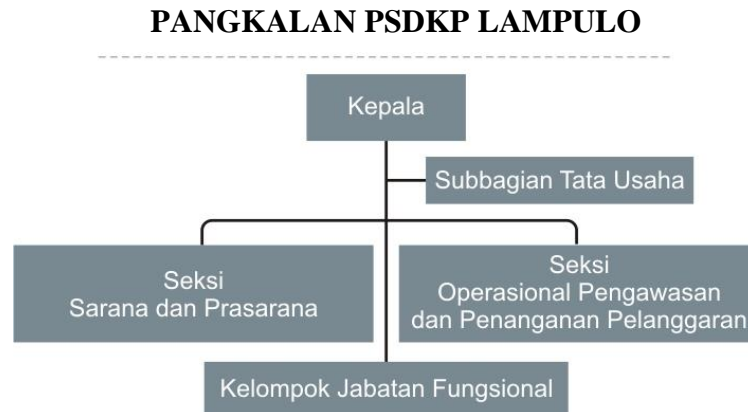 PANGKALAN PSDKP LAMPULO
Kepala
Subbagian Tata Usaha
Seksi
Sarana dan Prasarana
Seksi
Operasional Pengawasan
dan Penanganan Pelanggaran
Kelompok Jabatan Fungsional